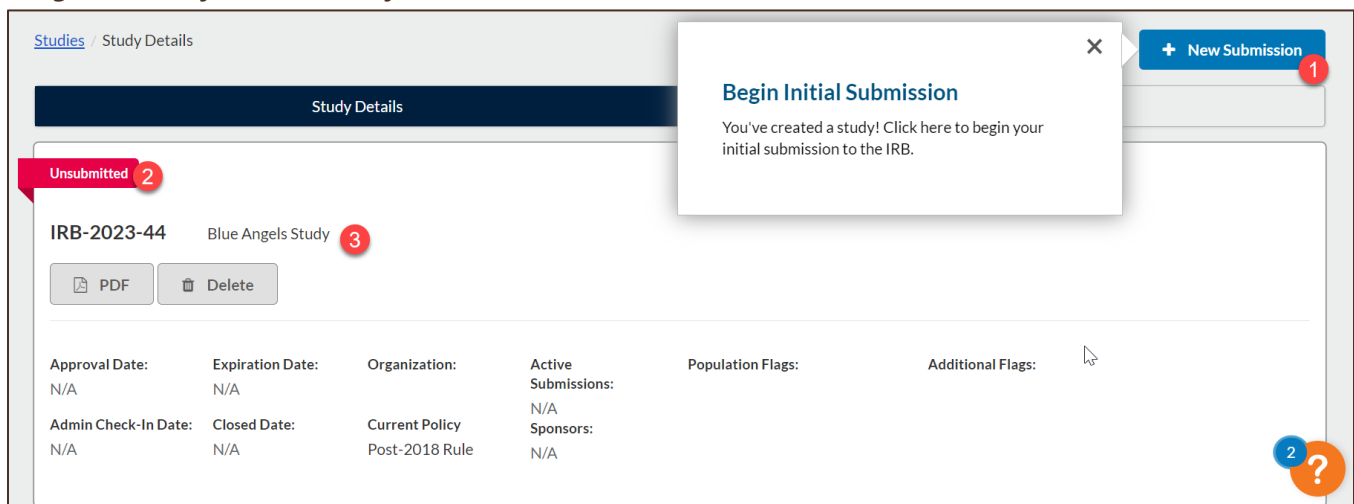 Studies / Study Details
+ New Submission
1
Study Details
Begin Initial Submission
You've created a study! Click here to begin your
initial submission to the IRB.
Unsubmitted 2
IRB-2023-44 Blue Angels Study 3
PDF Delete
Approval Date: Expiration Date: Organization: Active Submissions: Population Flags: Additional Flags:
N/A N/A N/A
Admin Check-In Date: Closed Date: Current Policy Sponsors:
N/A N/A Post-2018 Rule N/A
2
?